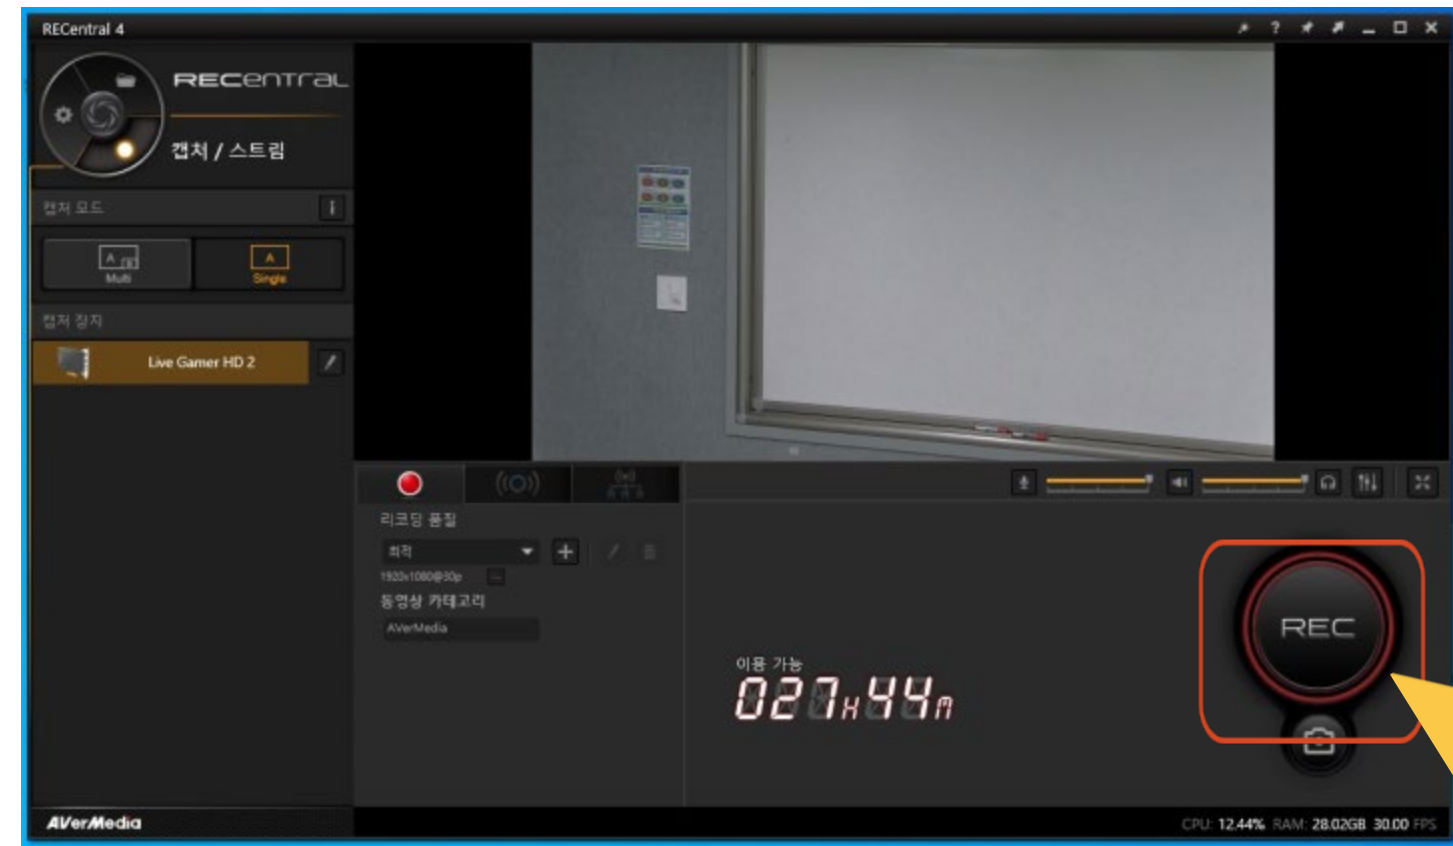 RECentral 4
RECentral
캡처 / 스트림
캡처 모드
Multi
Single
캡처 장치
Live Gamer HD 2
리코딩 품질
최적
1920x1080@30p
동영상 카테고리
AVerMedia
이용 가능
027H44m
REC
AVerMedia
CPU: 12.44% RAM: 28.02GB 30.00 FPS